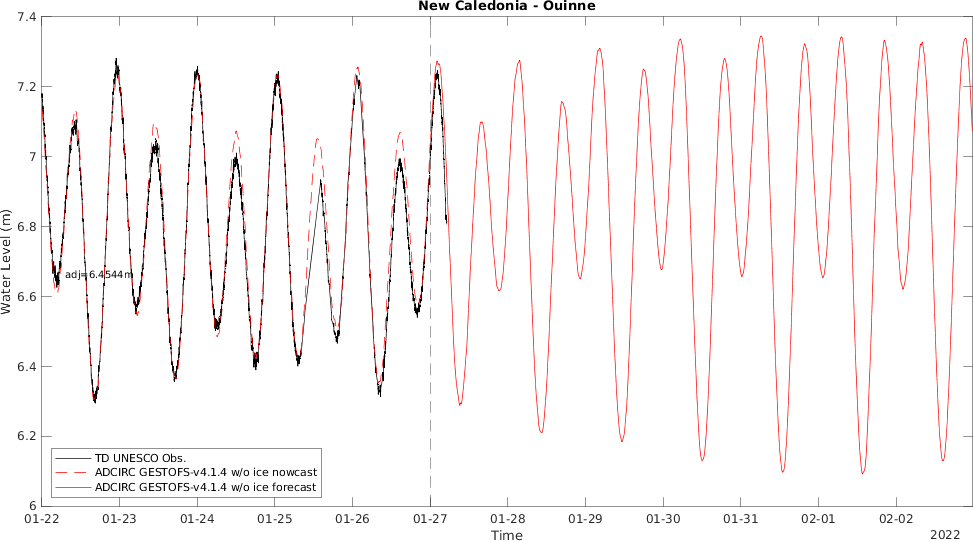 New Caledonia - Ouinne
7.4
7.2
7
6.8
6.6
6.4
6.2
6
Water Level (m)
adj=6.4544m
TD UNESCO Obs.
ADCIRC GESTOFS-v4.1.4 w/o ice nowcast
ADCIRC GESTOFS-v4.1.4 w/o ice forecast
01-22 01-23 01-24 01-25 01-26 01-27 01-28 01-29 01-30 01-31 02-01 02-02
Time
2022